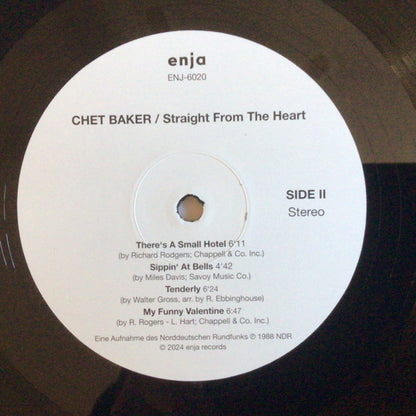 enja
ENJ-6020
CHET BAKER / Straight From The Heart
SIDE II
Stereo
There's A Small Hotel 6'11
(by Richard Rodgers; Chappell & Co. Inc.)
Sippin' At Bells 4'42
(by Miles Davis; Savoy Music Co.)
Tenderly 6'24
(by Walter Gross, arr. by R. Ebbinghouse)
My Funny Valentine 6:47
(by R. Rogers - L. Hart; Chappell & Co. Inc.)
Eine Aufnahme des Norddeutschen Rundfunks © 1988 NDR
© 2024 enja records